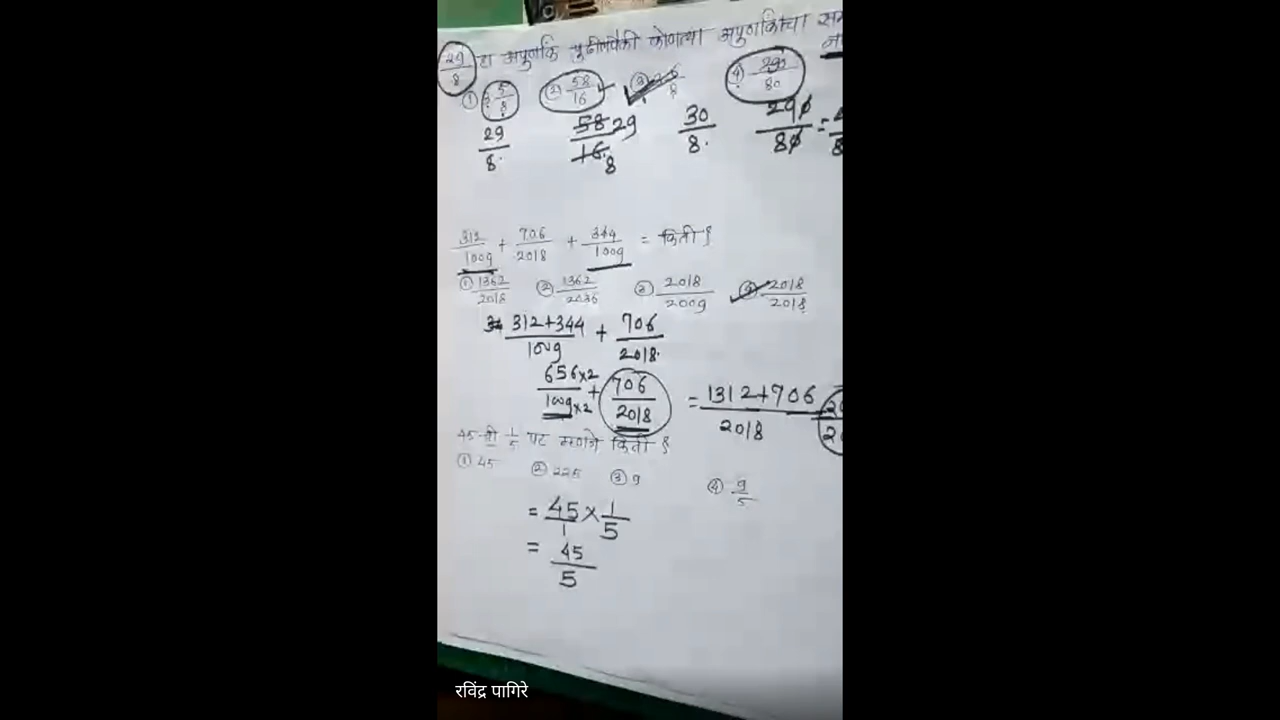 29/8 हा अपुर्णांक पुढीलपैकी कोणत्या अपुर्णांकाचा
① 3 5/8 ② 58/16 ③ /8 ④ 290/80
29/8. 58/16. 29/8 30/8. 290/80 =
312/1009 + 706/2018 + 344/1009 = किती ?
① 1362/2018 ② 1362/2036 ③ 2018/2009 ④ 2018/2018
312+344/1009 + 706/2018.
656×2/1009×2 + 706/2018 = 1312+706/2018
45 ची 1/5 पट म्हणजे किती ?
① 45 ② 225 ③ 9 ④ 9/5
= 45/1 × 1/5
= 45/5
रविंद्र पागिरे